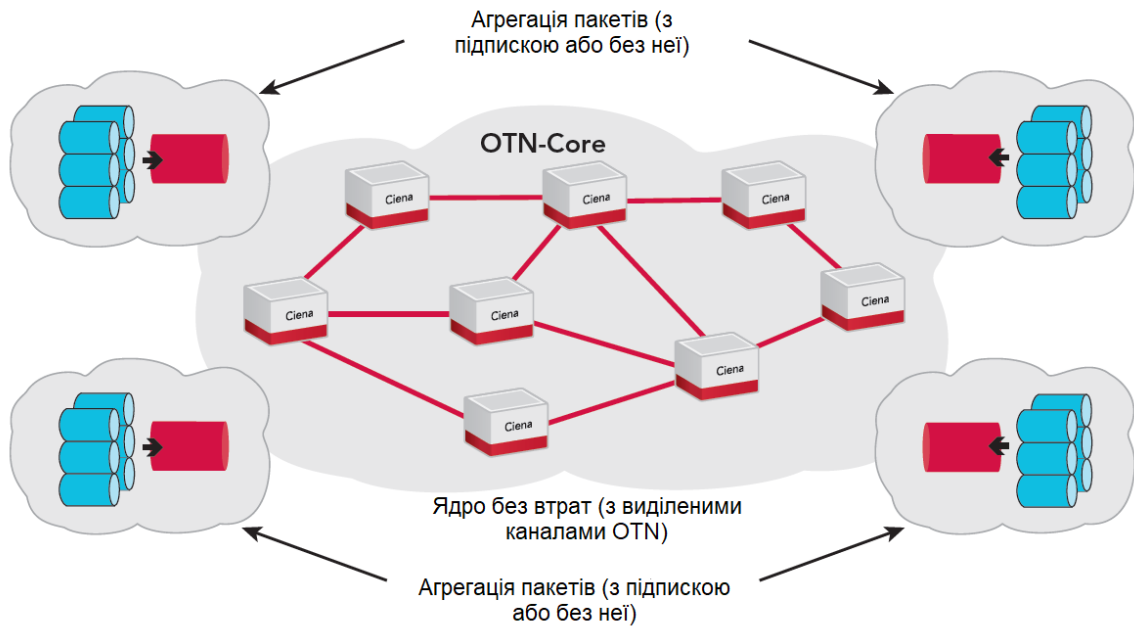 Агрегація пакетів (з
підпискою або без неї)
OTN-Core
Ciena
Ciena
Ciena
Ciena
Ciena
Ciena
Ciena
Ciena
Ядро без втрат (з виділеними
каналами OTN)
Агрегація пакетів (з підпискою
або без неї)